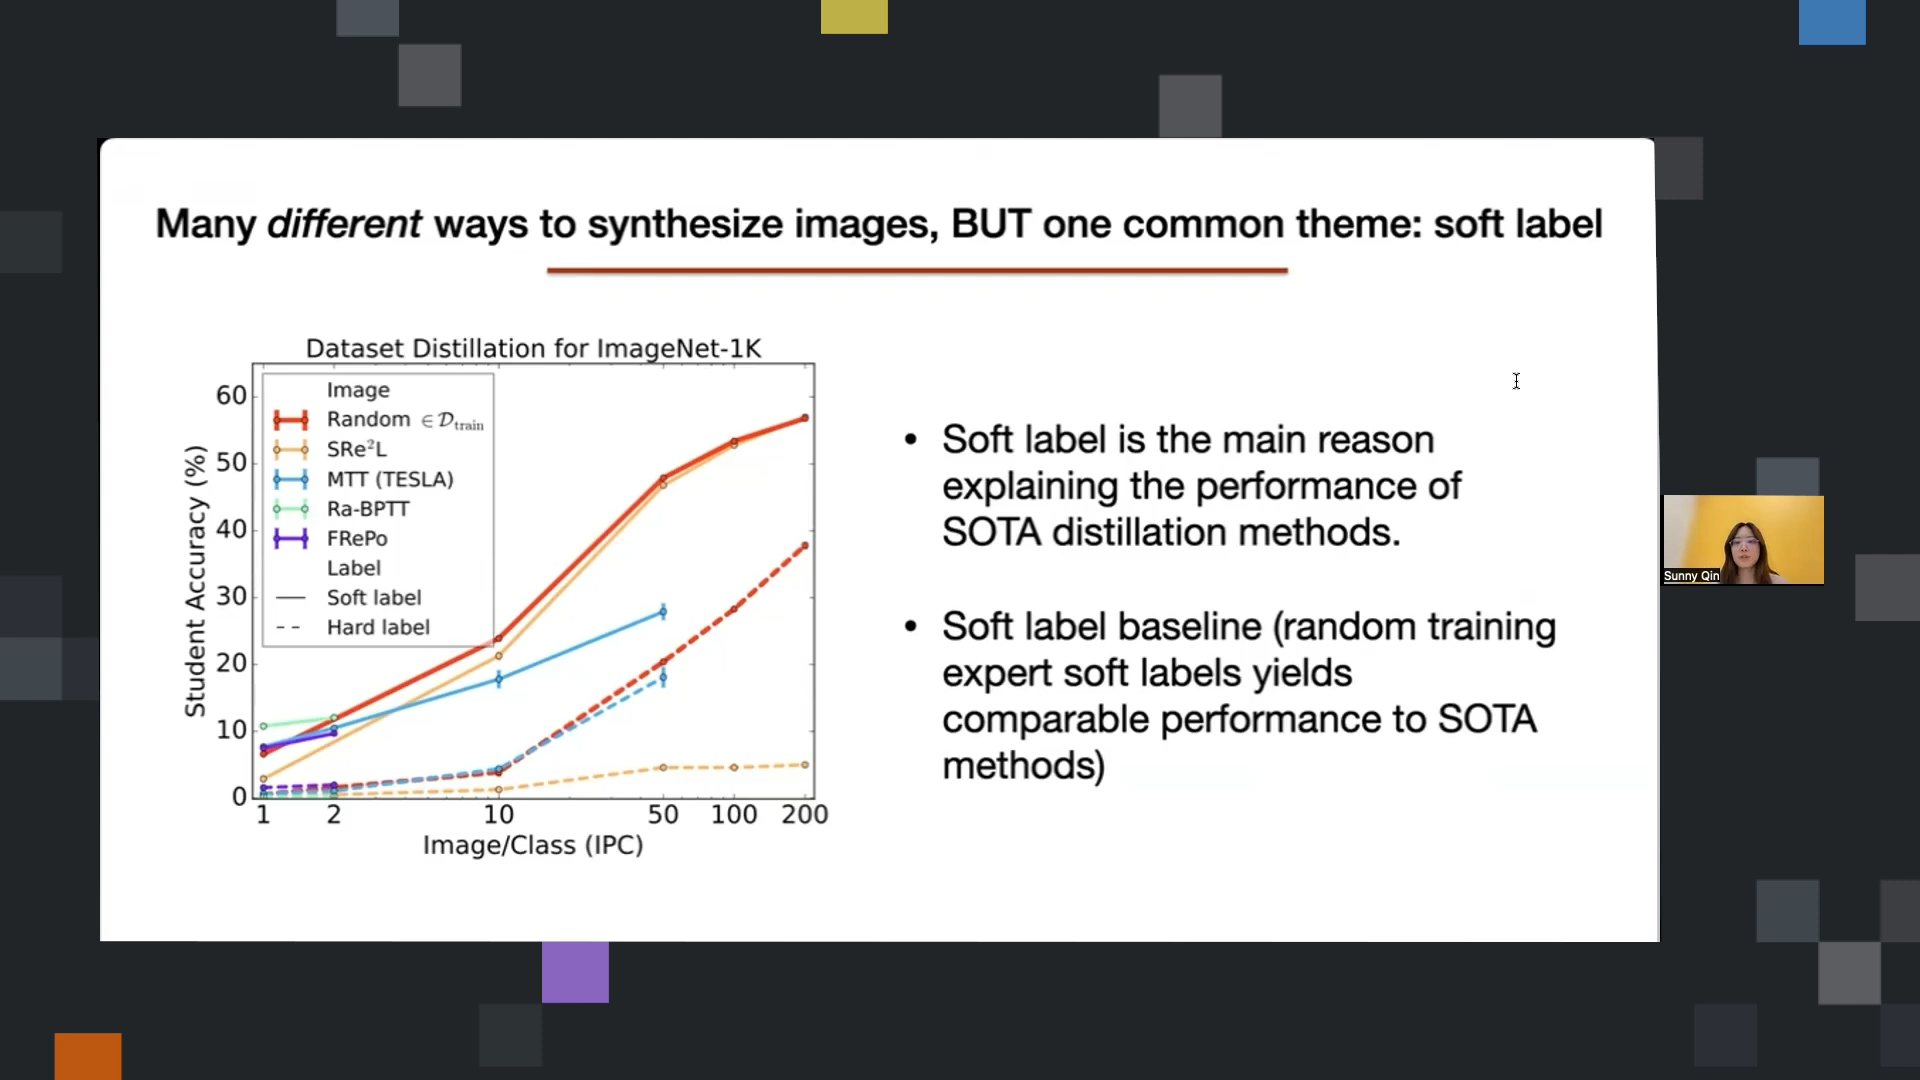 Many different ways to synthesize images, BUT one common theme: soft label
Dataset Distillation for ImageNet-1K
Image
Random ∈ D_train
SRe²L
MTT (TESLA)
Ra-BPTT
FRePo
Label
Soft label
Hard label
Student Accuracy (%)
60
50
40
30
20
10
0
1 2 10 50 100 200
Image/Class (IPC)
• Soft label is the main reason
explaining the performance of
SOTA distillation methods.
• Soft label baseline (random training
expert soft labels yields
comparable performance to SOTA
methods)
Sunny Qin